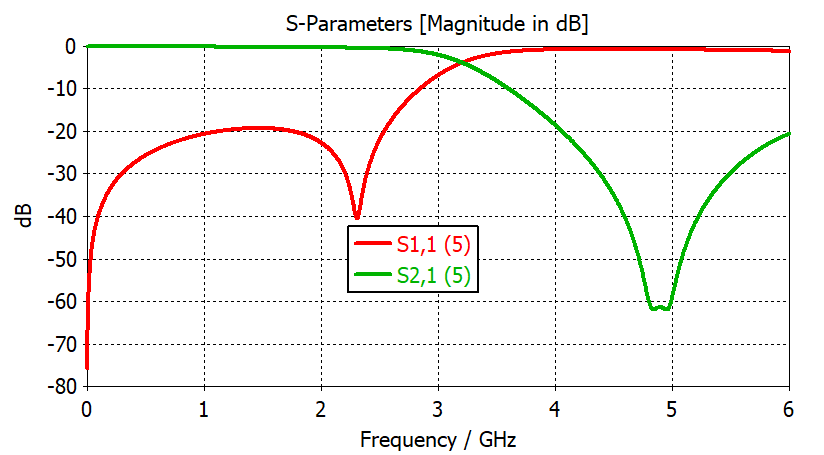 S-Parameters [Magnitude in dB]
0
-10
-20
-30
-40
-50
-60
-70
-80
dB
S1,1 (5)
S2,1 (5)
0 1 2 3 4 5 6
Frequency / GHz